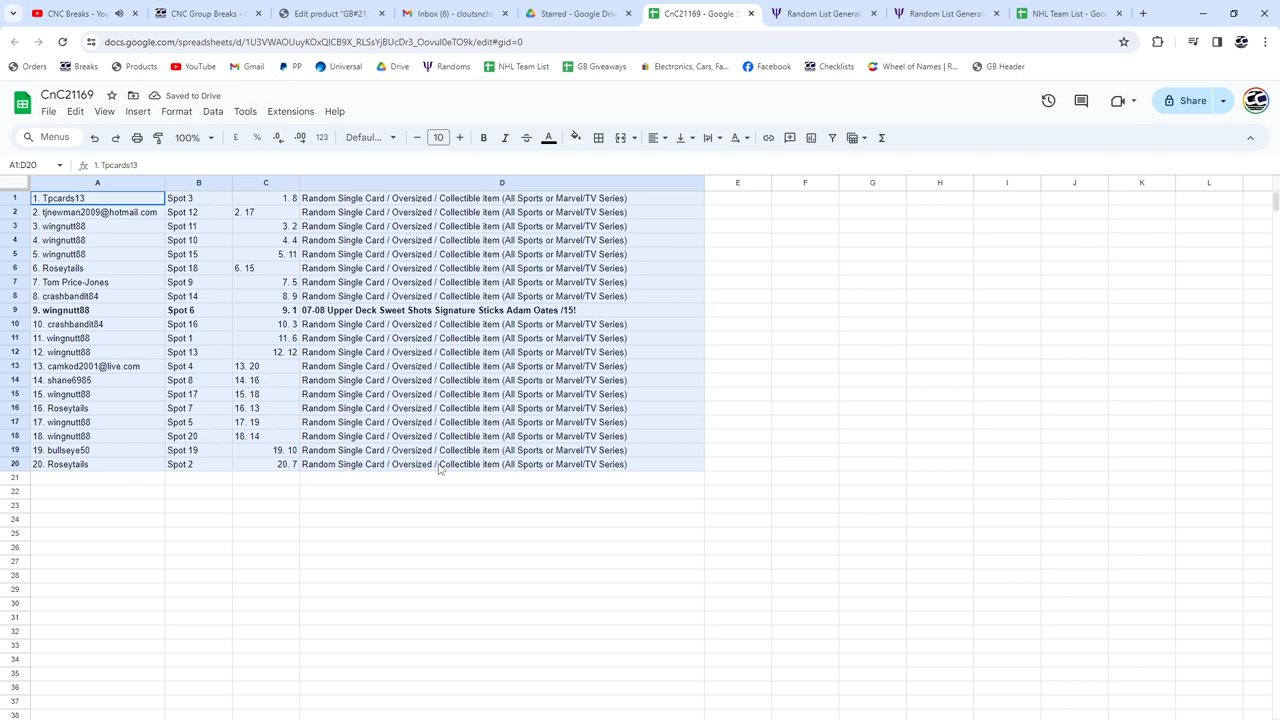 CNC Breaks - YouTube
CNC Group Breaks -
Edit product "GB#21
Inbox (1) - clectionscha
Starred - Google Driv
CnC21169 - Google S
Random List Generat
Random List Generat
NHL Team List - Goo
docs.google.com/spreadsheets/d/1U3VWAOUuyKOxQICB9X_RLSsYjBUcDr3_Qovul0eTO9k/edit#gid=0
Orders
Breaks
Products
YouTube
Gmail
PP
Universal
Drive
Randoms
NHL Team List
GB Giveaways
Electronics, Cars, Fa...
Facebook
Checklists
Wheel of Names | R...
GB Header
CnC21169
Saved to Drive
File Edit View Insert Format Data Tools Extensions Help
Share
Menus
100%
£ % .0 .00 123
Defaul...
10
B I A
A1:D20
1. Tpcards13
A B C D E F G H I J K L
1 1. Tpcards13 Spot 3 1. 8 Random Single Card / Oversized / Collectible item (All Sports or Marvel/TV Series)
2 2. tjnewman2009@hotmail.com Spot 12 2. 17 Random Single Card / Oversized / Collectible item (All Sports or Marvel/TV Series)
3 3. wingnutt88 Spot 11 3. 2 Random Single Card / Oversized / Collectible item (All Sports or Marvel/TV Series)
4 4. wingnutt88 Spot 10 4. 4 Random Single Card / Oversized / Collectible item (All Sports or Marvel/TV Series)
5 5. wingnutt88 Spot 15 5. 11 Random Single Card / Oversized / Collectible item (All Sports or Marvel/TV Series)
6 6. Roseytails Spot 18 6. 15 Random Single Card / Oversized / Collectible item (All Sports or Marvel/TV Series)
7 7. Tom Price-Jones Spot 9 7. 5 Random Single Card / Oversized / Collectible item (All Sports or Marvel/TV Series)
8 8. crashbandit84 Spot 14 8. 9 Random Single Card / Oversized / Collectible item (All Sports or Marvel/TV Series)
9 9. wingnutt88 Spot 6 9. 1 07-08 Upper Deck Sweet Shots Signature Sticks Adam Oates /15!
10 10. crashbandit84 Spot 16 10. 3 Random Single Card / Oversized / Collectible item (All Sports or Marvel/TV Series)
11 11. wingnutt88 Spot 1 11. 6 Random Single Card / Oversized / Collectible item (All Sports or Marvel/TV Series)
12 12. wingnutt88 Spot 13 12. 12 Random Single Card / Oversized / Collectible item (All Sports or Marvel/TV Series)
13 13. camkod2001@live.com Spot 4 13. 20 Random Single Card / Oversized / Collectible item (All Sports or Marvel/TV Series)
14 14. shane6985 Spot 8 14. 16 Random Single Card / Oversized / Collectible item (All Sports or Marvel/TV Series)
15 15. wingnutt88 Spot 17 15. 18 Random Single Card / Oversized / Collectible item (All Sports or Marvel/TV Series)
16 16. Roseytails Spot 7 16. 13 Random Single Card / Oversized / Collectible item (All Sports or Marvel/TV Series)
17 17. wingnutt88 Spot 5 17. 19 Random Single Card / Oversized / Collectible item (All Sports or Marvel/TV Series)
18 18. wingnutt88 Spot 20 18. 14 Random Single Card / Oversized / Collectible item (All Sports or Marvel/TV Series)
19 19. bullseye50 Spot 19 19. 10 Random Single Card / Oversized / Collectible item (All Sports or Marvel/TV Series)
20 20. Roseytails Spot 2 20. 7 Random Single Card / Oversized / Collectible item (All Sports or Marvel/TV Series)
21
22
23
24
25
26
27
28
29
30
31
32
33
34
35
36
37
38